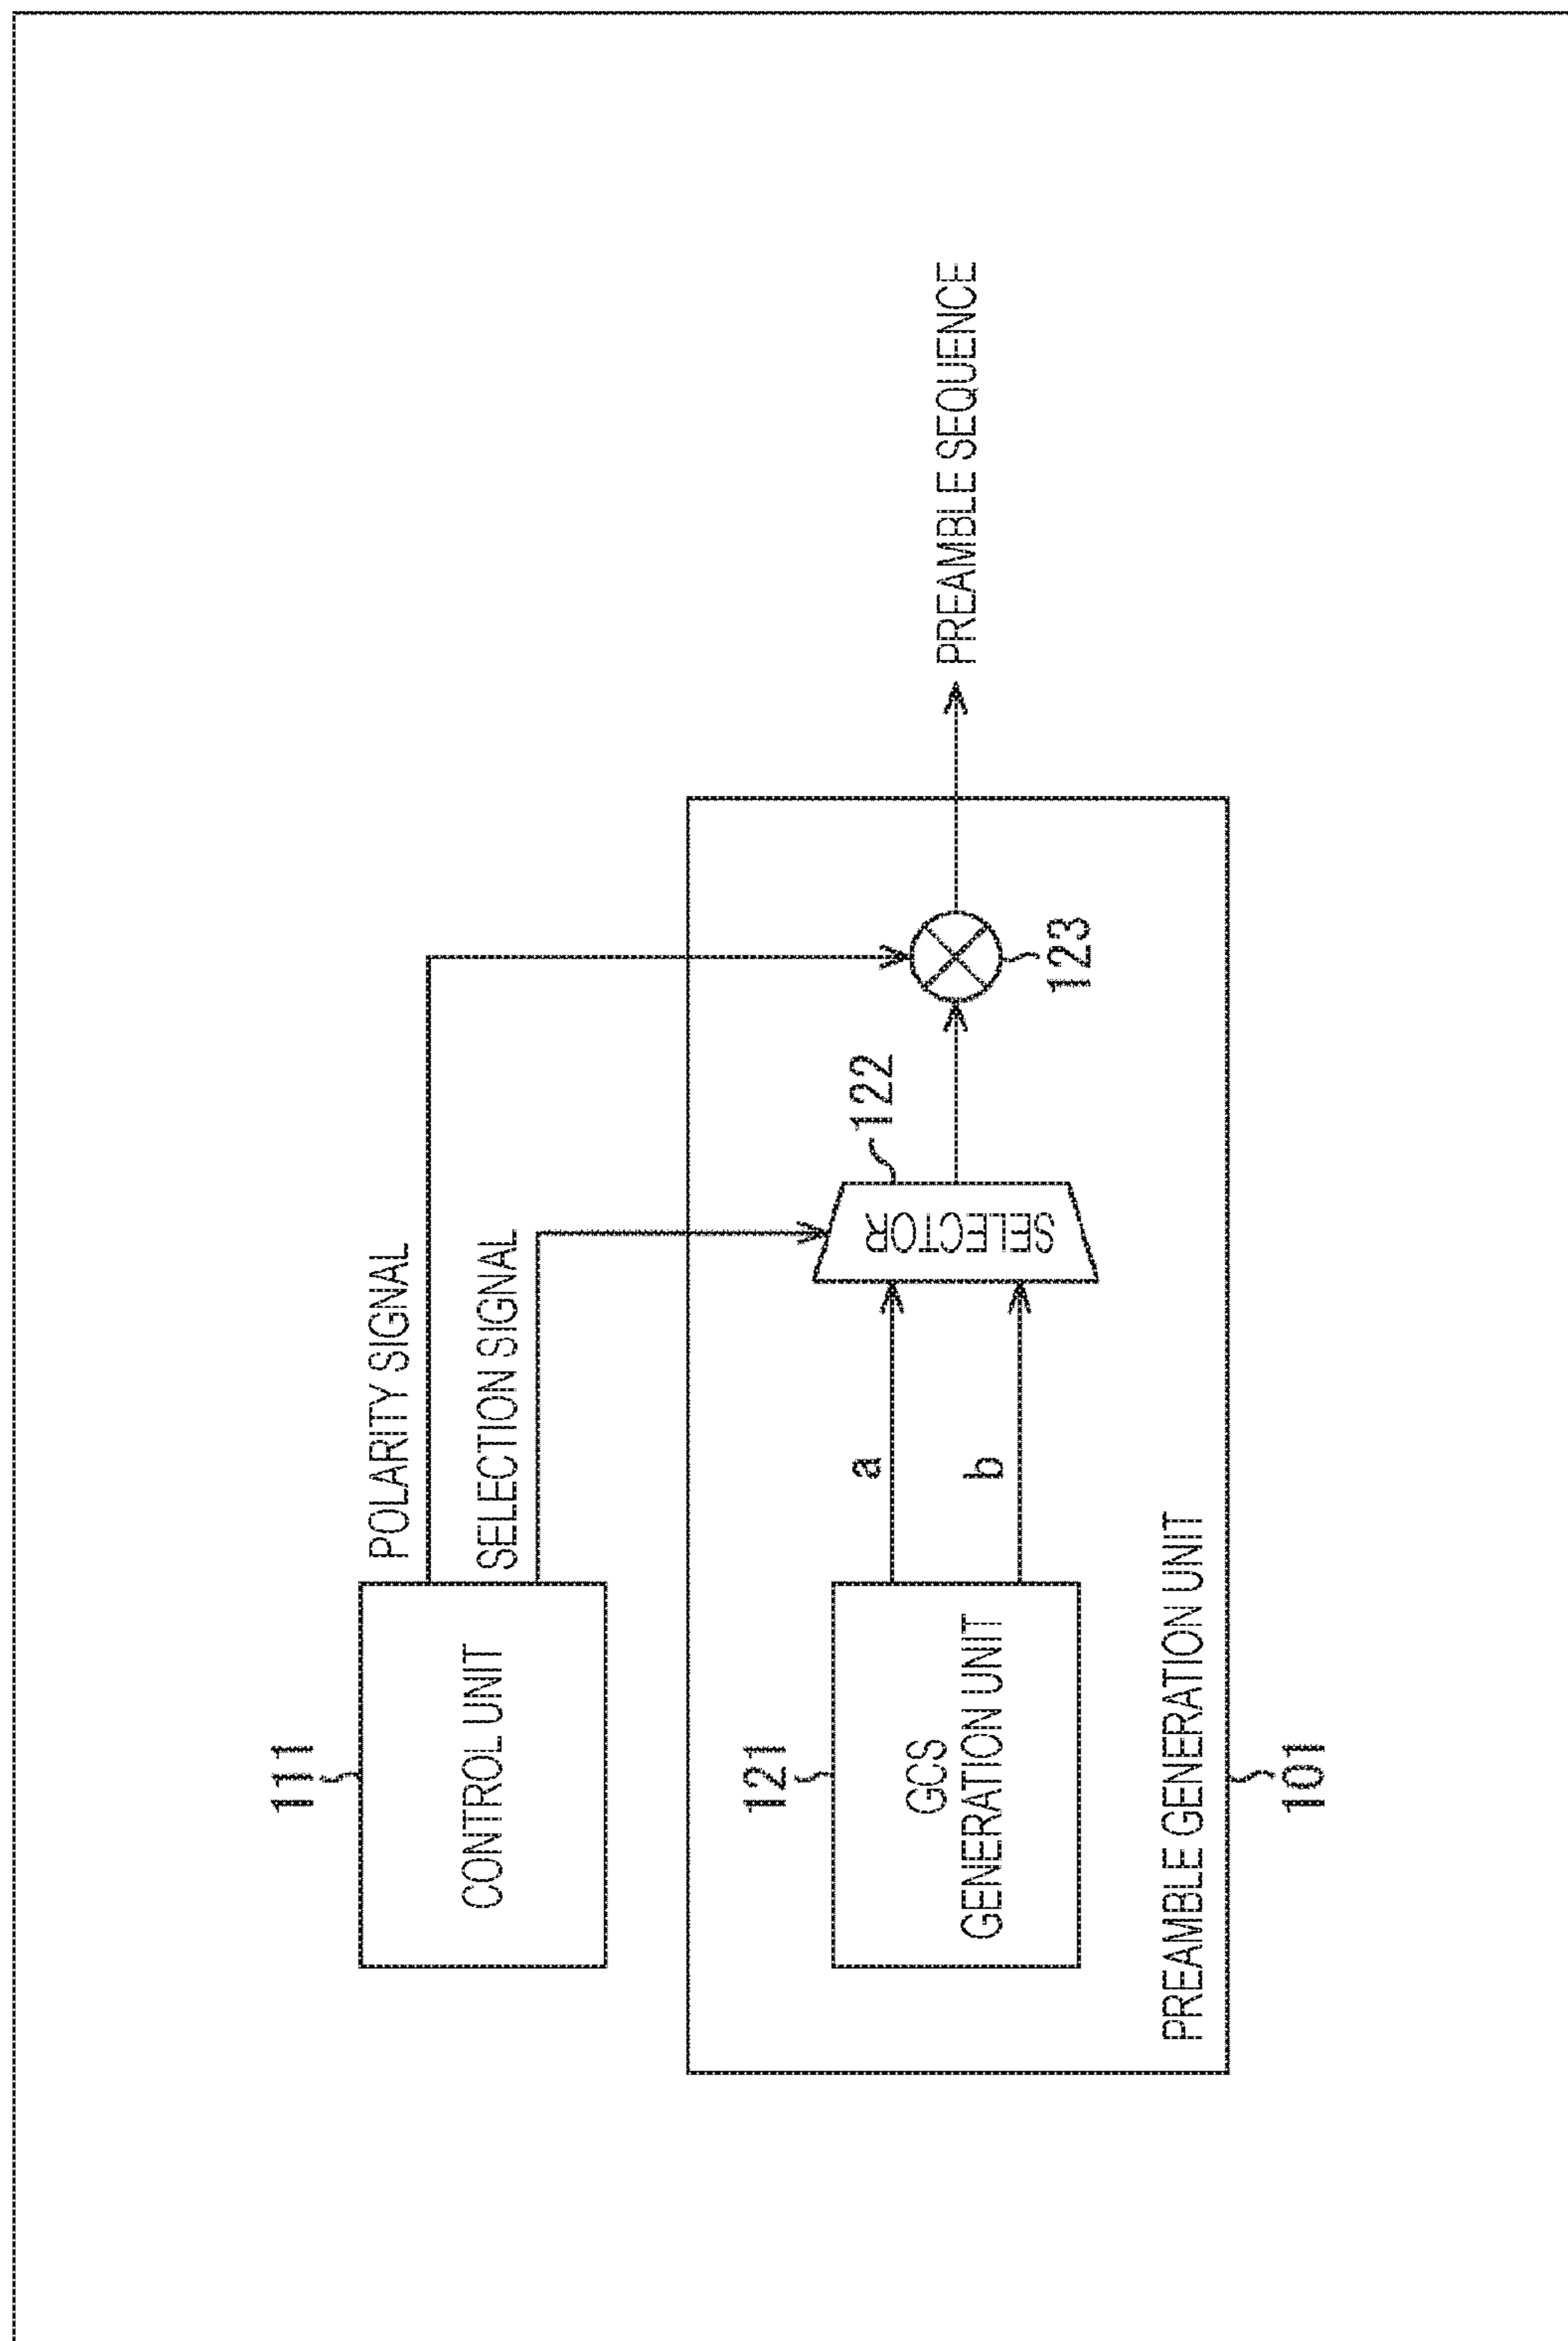 111
CONTROL UNIT
POLARITY SIGNAL
SELECTION SIGNAL
121
GCS
GENERATION UNIT
a
b
SELECTOR
122
123
PREAMBLE SEQUENCE
PREAMBLE GENERATION UNIT
101